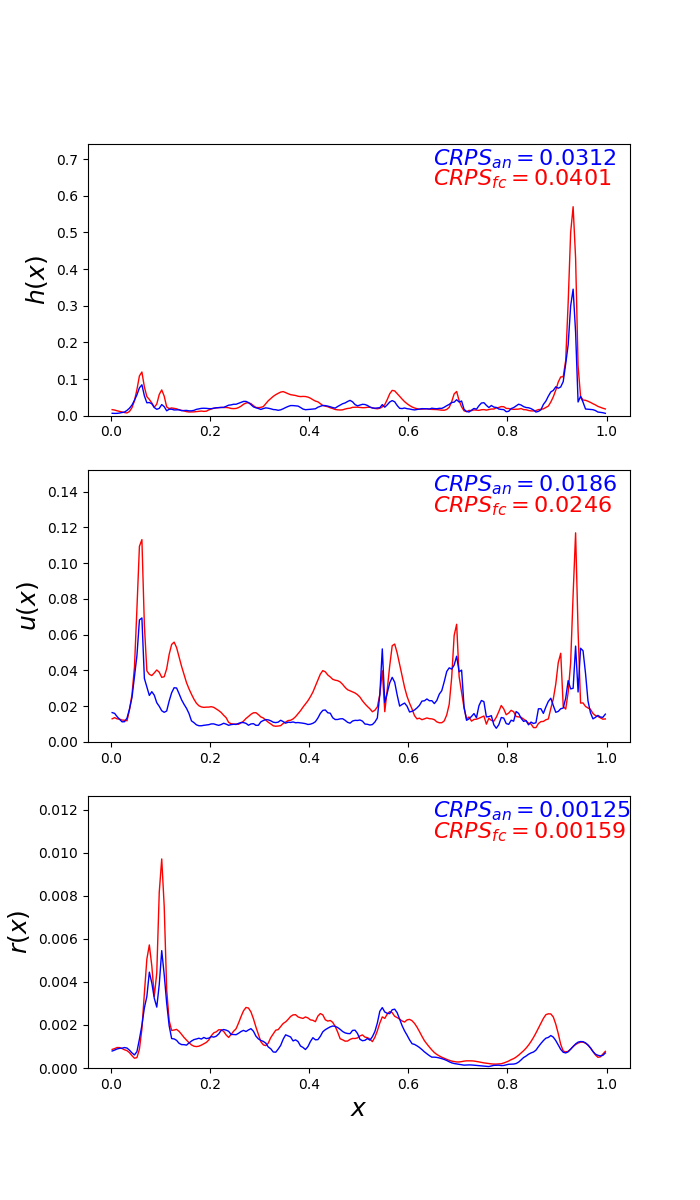 CRPS_an = 0.0312
CRPS_fc = 0.0401
0.7
0.6
0.5
0.4
0.3
0.2
0.1
0.0
h(x)
0.0 0.2 0.4 0.6 0.8 1.0
CRPS_an = 0.0186
CRPS_fc = 0.0246
0.14
0.12
0.10
0.08
0.06
0.04
0.02
0.00
u(x)
0.0 0.2 0.4 0.6 0.8 1.0
CRPS_an = 0.00125
CRPS_fc = 0.00159
0.012
0.010
0.008
0.006
0.004
0.002
0.000
r(x)
0.0 0.2 0.4 0.6 0.8 1.0
x